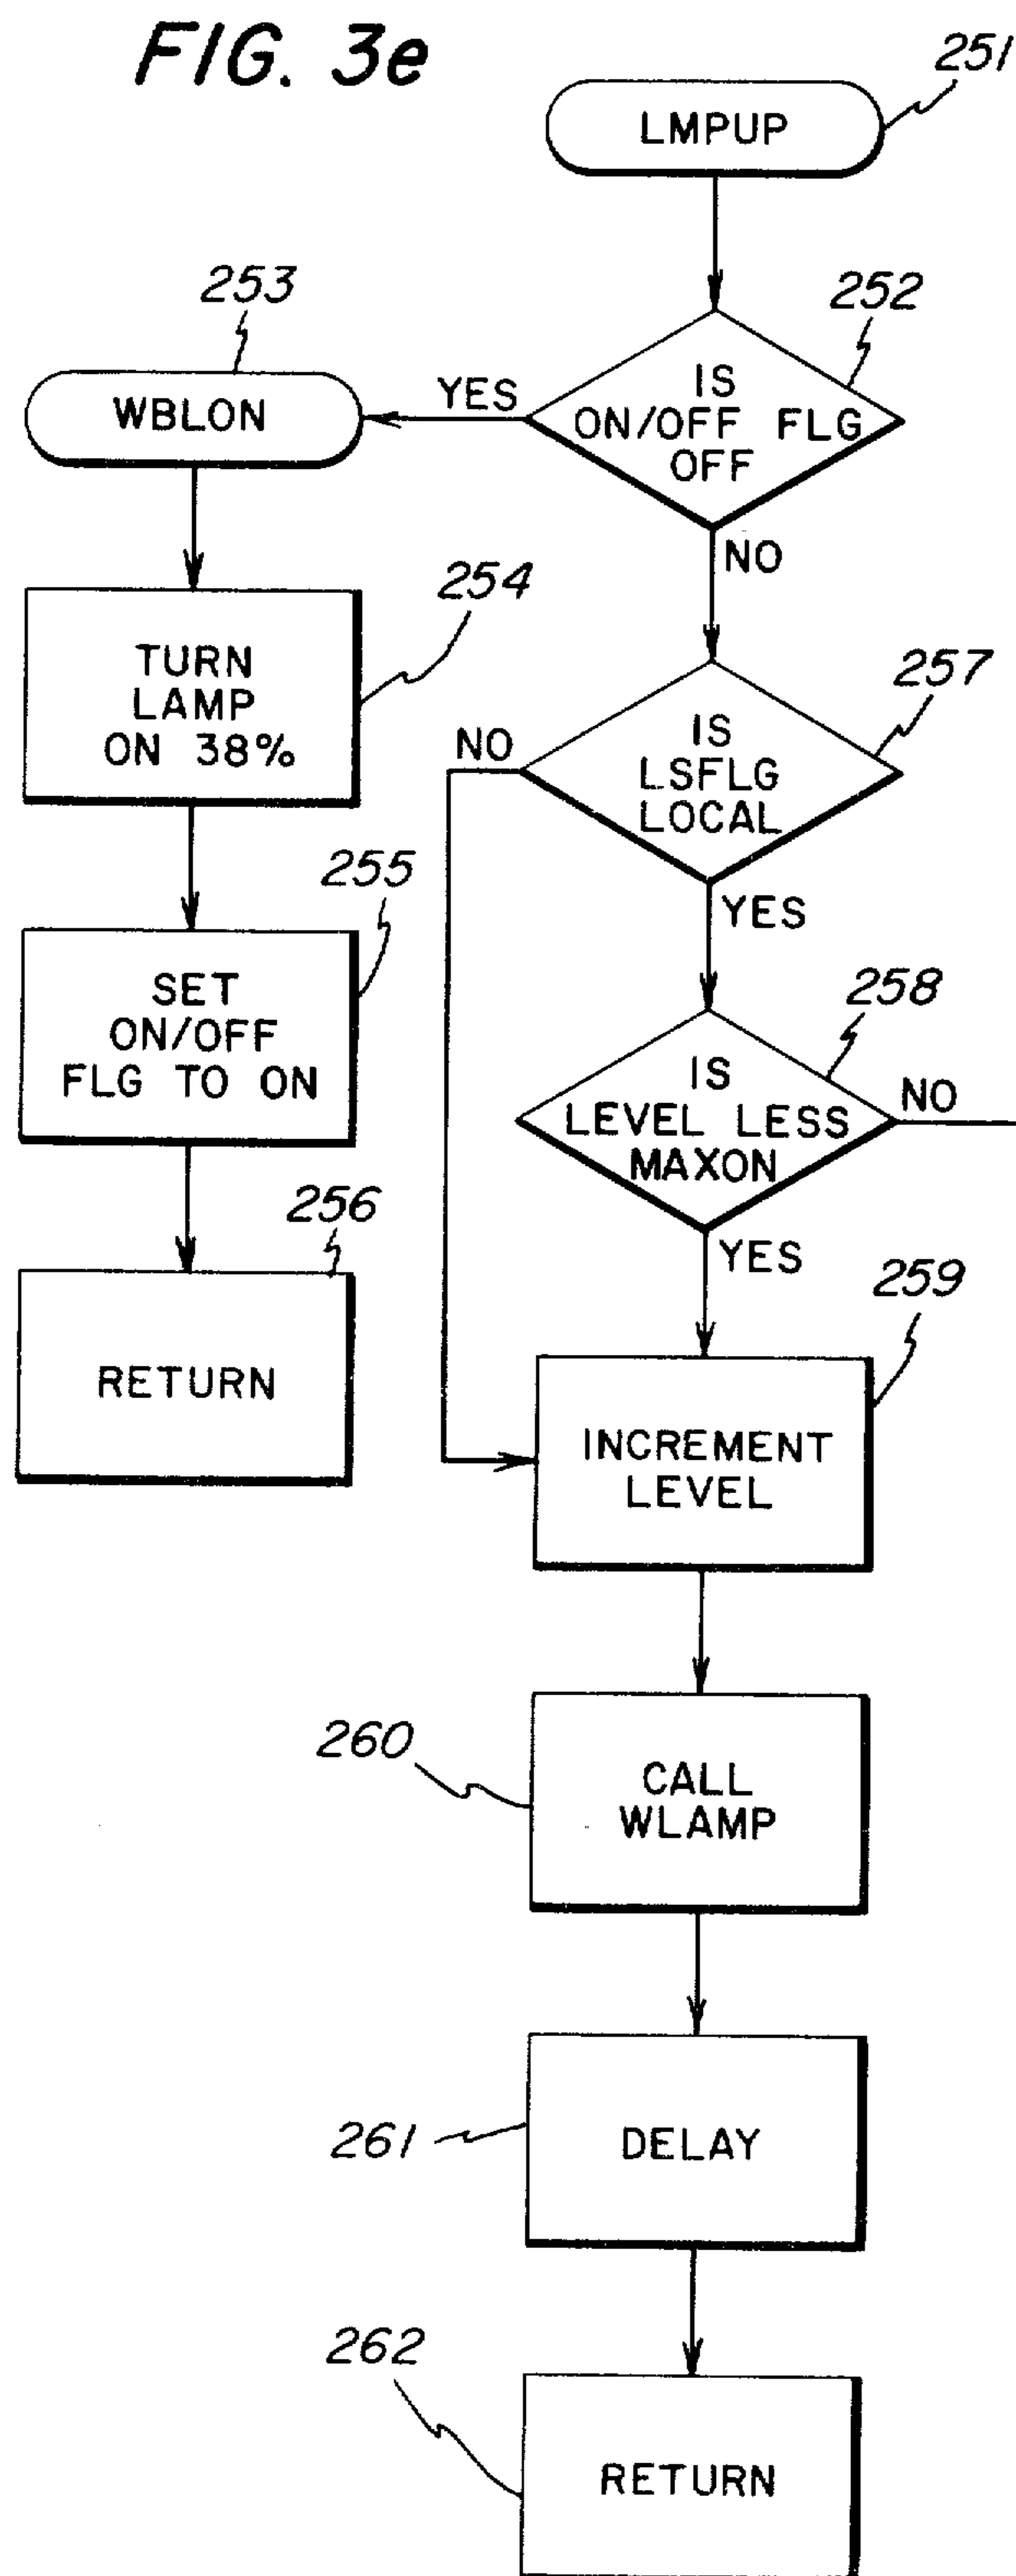 FIG. 3e
251
LMPUP
252
IS
ON/OFF FLG
OFF
YES
NO
253
WBLON
254
TURN
LAMP
ON 38%
255
SET
ON/OFF
FLG TO ON
256
RETURN
257
IS
LSFLG
LOCAL
NO
YES
258
IS
LEVEL LESS
MAXON
NO
YES
259
INCREMENT
LEVEL
260
CALL
WLAMP
261
DELAY
262
RETURN